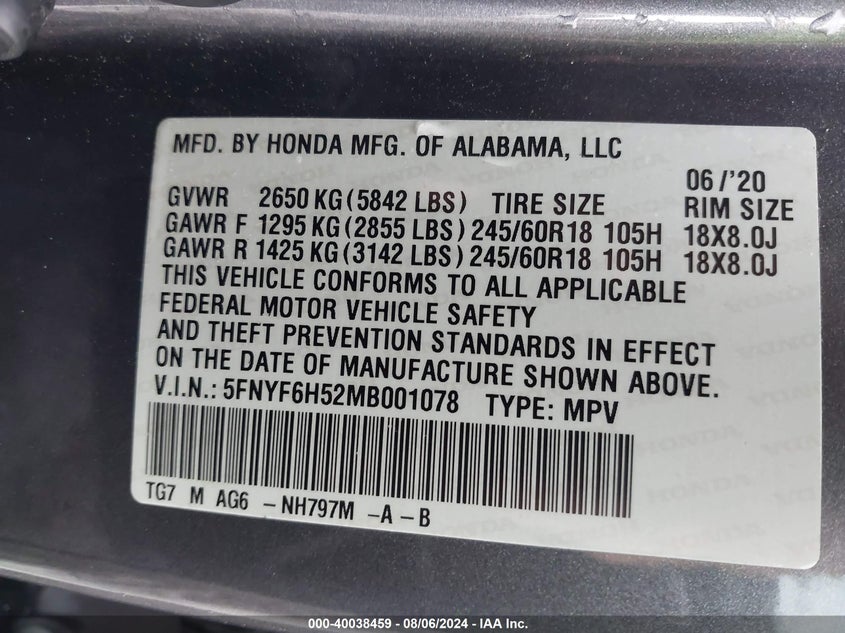 MFD. BY HONDA MFG. OF ALABAMA, LLC
06/'20
GVWR 2650 KG (5842 LBS) TIRE SIZE RIM SIZE
GAWR F 1295 KG (2855 LBS) 245/60R18 105H 18X8.0J
GAWR R 1425 KG (3142 LBS) 245/60R18 105H 18X8.0J
THIS VEHICLE CONFORMS TO ALL APPLICABLE
FEDERAL MOTOR VEHICLE SAFETY
AND THEFT PREVENTION STANDARDS IN EFFECT
ON THE DATE OF MANUFACTURE SHOWN ABOVE.
V.I.N.: 5FNYF6H52MB001078 TYPE: MPV
TG7 M AG6 -NH797M -A-B
000-40038459 - 08/06/2024 - IAA Inc.